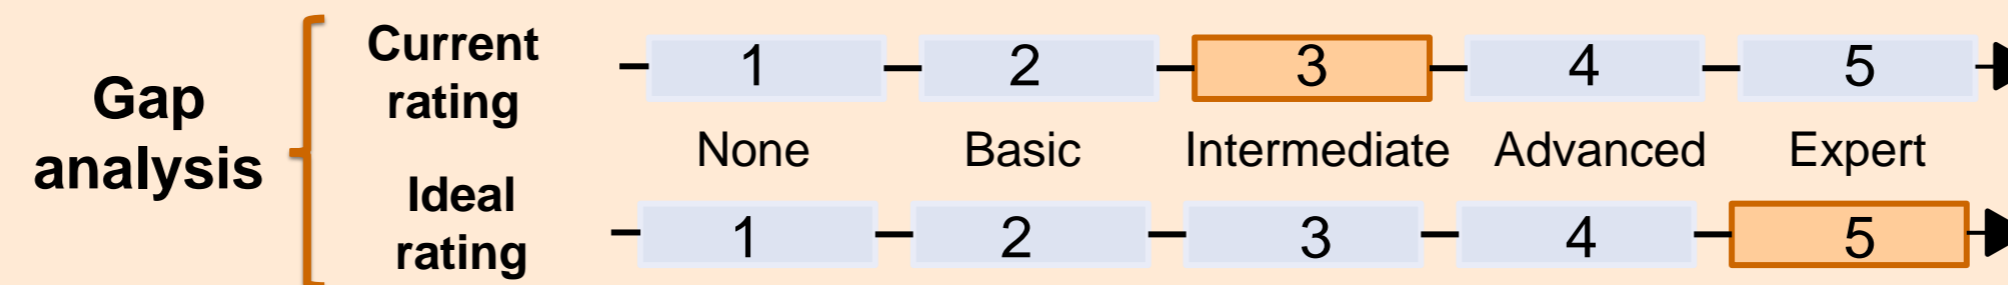 Gap
analysis
Current
rating
1 2 3 4 5
None Basic Intermediate Advanced Expert
Ideal
rating
1 2 3 4 5